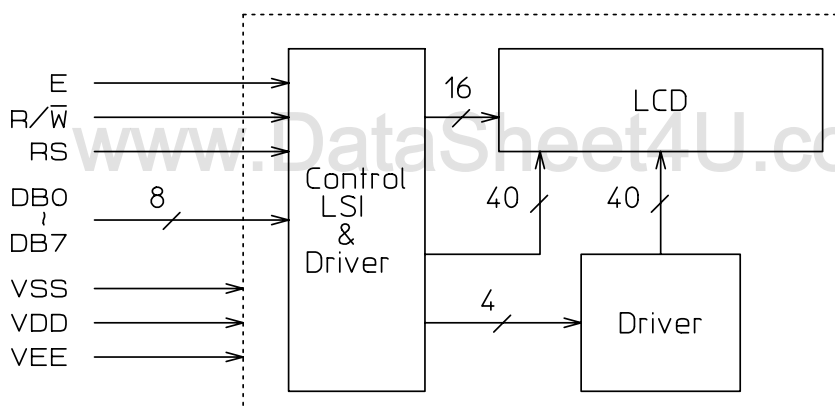 E
R/W̅
RS
DB0
~
DB7
8
VSS
VDD
VEE
Control
LSI
&
Driver
16
LCD
40
40
4
Driver
www.DataSheet4U.co